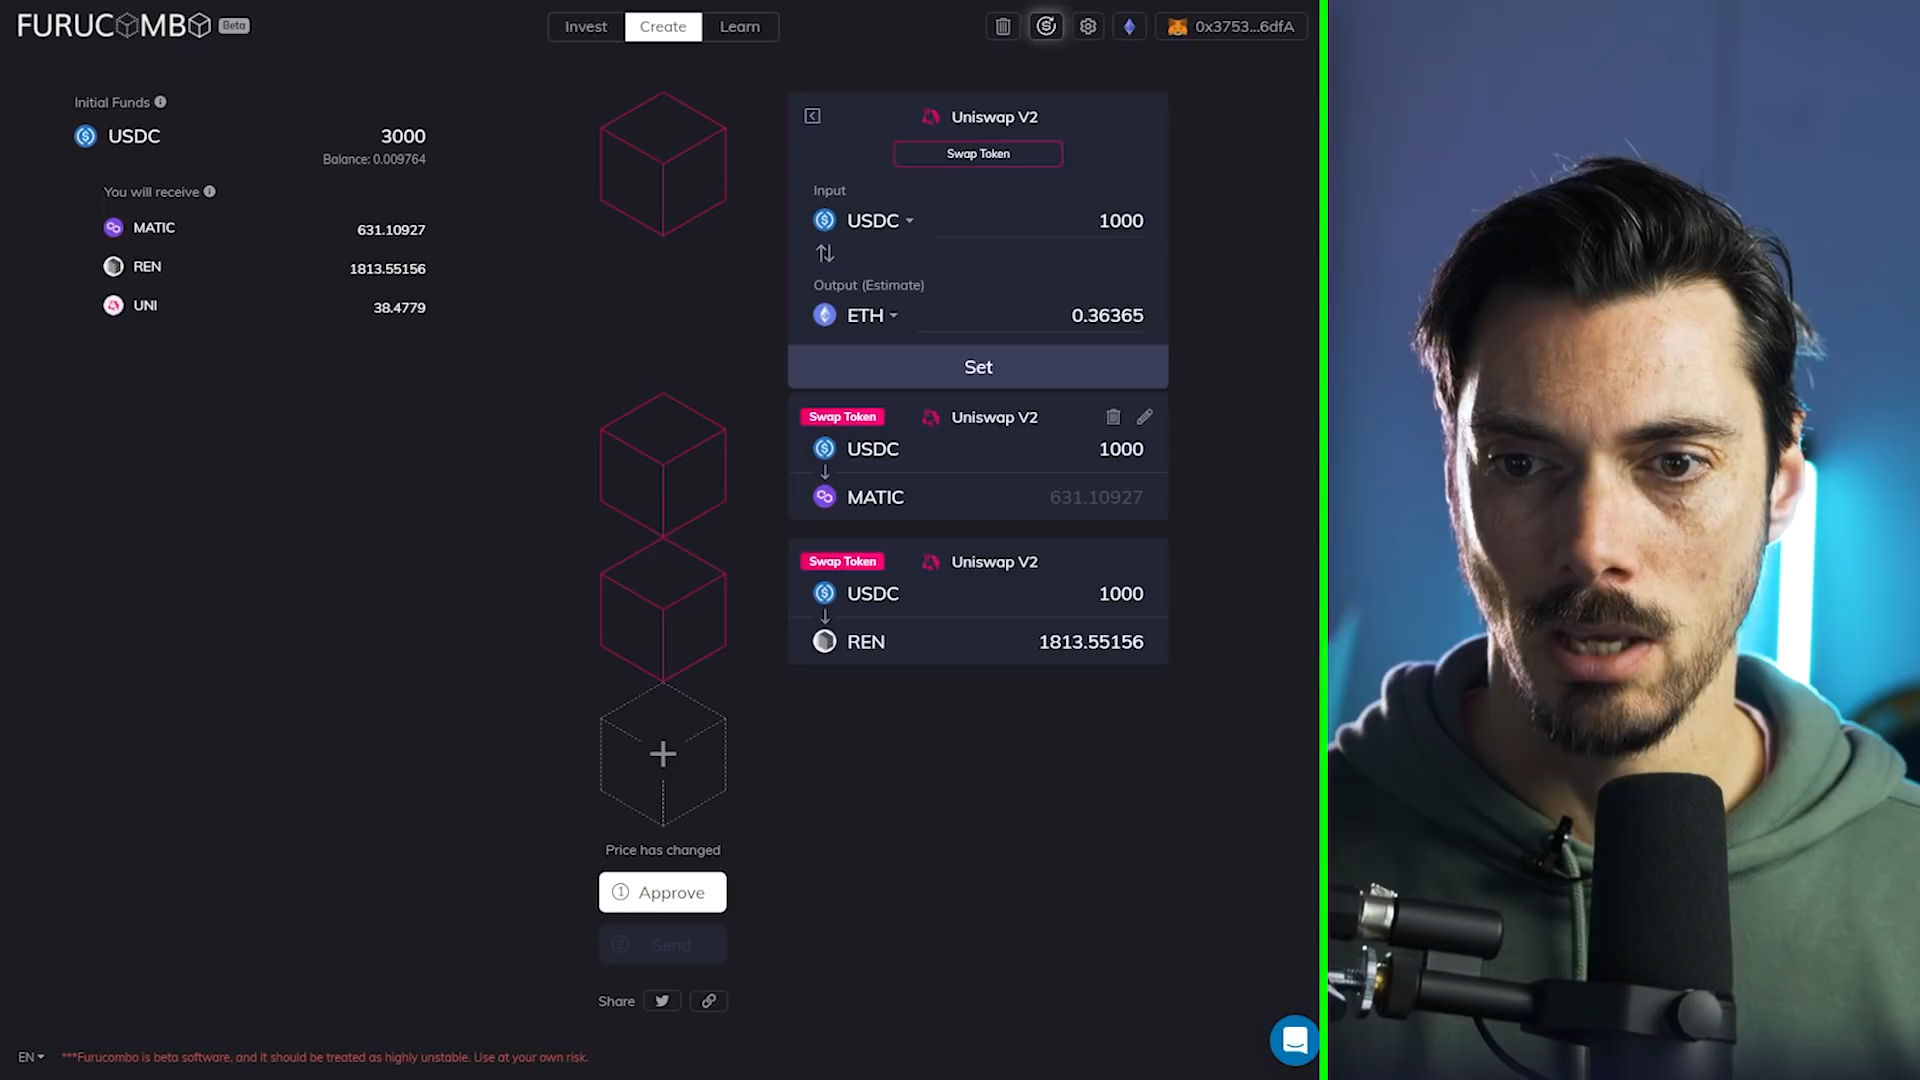 FURUCOMBO Beta
Invest Create Learn
0x3753...6dfA
Initial Funds
USDC 3000
Balance: 0.009764
You will receive
MATIC 631.10927
REN 1813.55156
UNI 38.4779
Uniswap V2
Swap Token
Input
USDC 1000
Output (Estimate)
ETH 0.36365
Set
Swap Token Uniswap V2
USDC 1000
MATIC 631.10927
Swap Token Uniswap V2
USDC 1000
REN 1813.55156
Price has changed
1 Approve
2 Send
Share
EN ***Furucombo is beta software, and it should be treated as highly unstable. Use at your own risk.